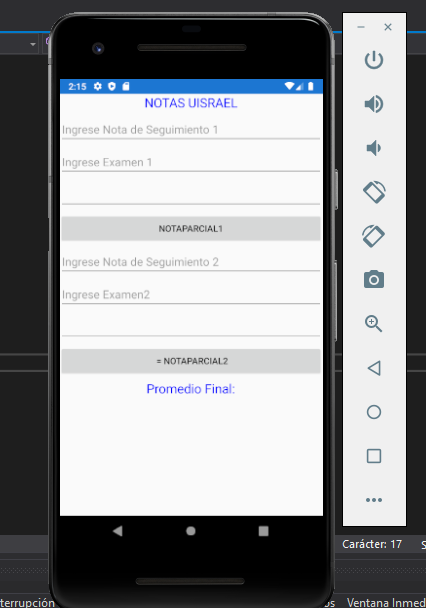 2:15
NOTAS UISRAEL
Ingrese Nota de Seguimiento 1
Ingrese Examen 1
NOTAPARCIAL1
Ingrese Nota de Seguimiento 2
Ingrese Examen2
= NOTAPARCIAL2
Promedio Final:
Carácter: 17 S
terrupción os Ventana Inmed